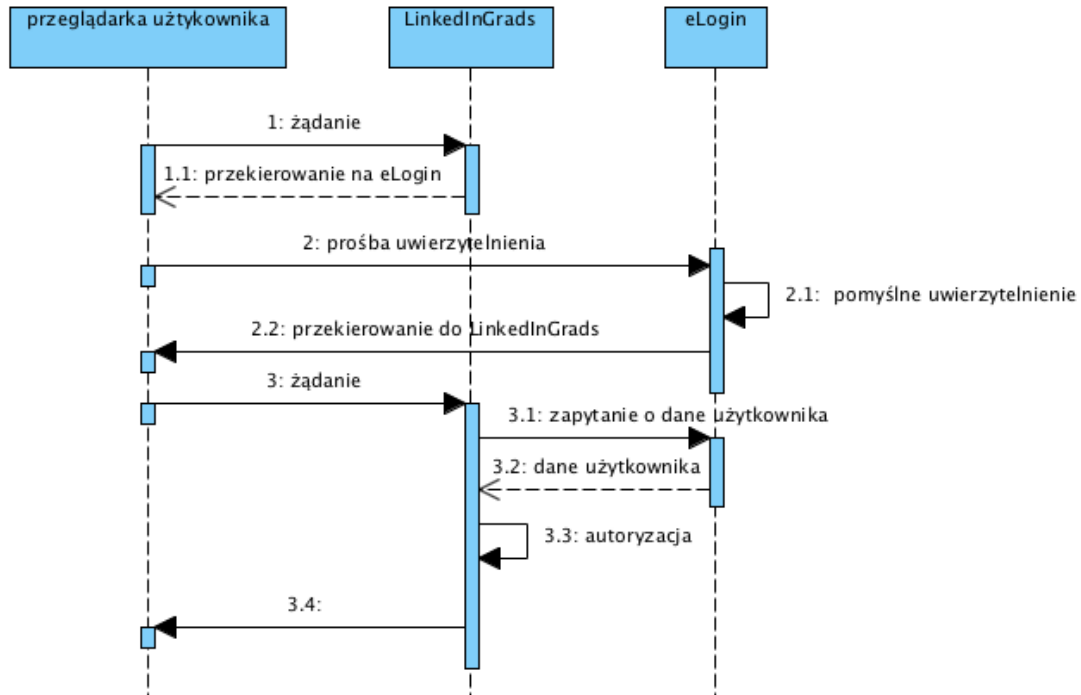 przeglądarka użtykownika
LinkedInGrads
eLogin
1: żądanie
1.1: przekierowanie na eLogin
2: prośba uwierzytelnienia
2.1:  pomyślne uwierzytelnienie
2.2: przekierowanie do LinkedInGrads
3: żądanie
3.1: zapytanie o dane użytkownika
3.2: dane użytkownika
3.3: autoryzacja
3.4: